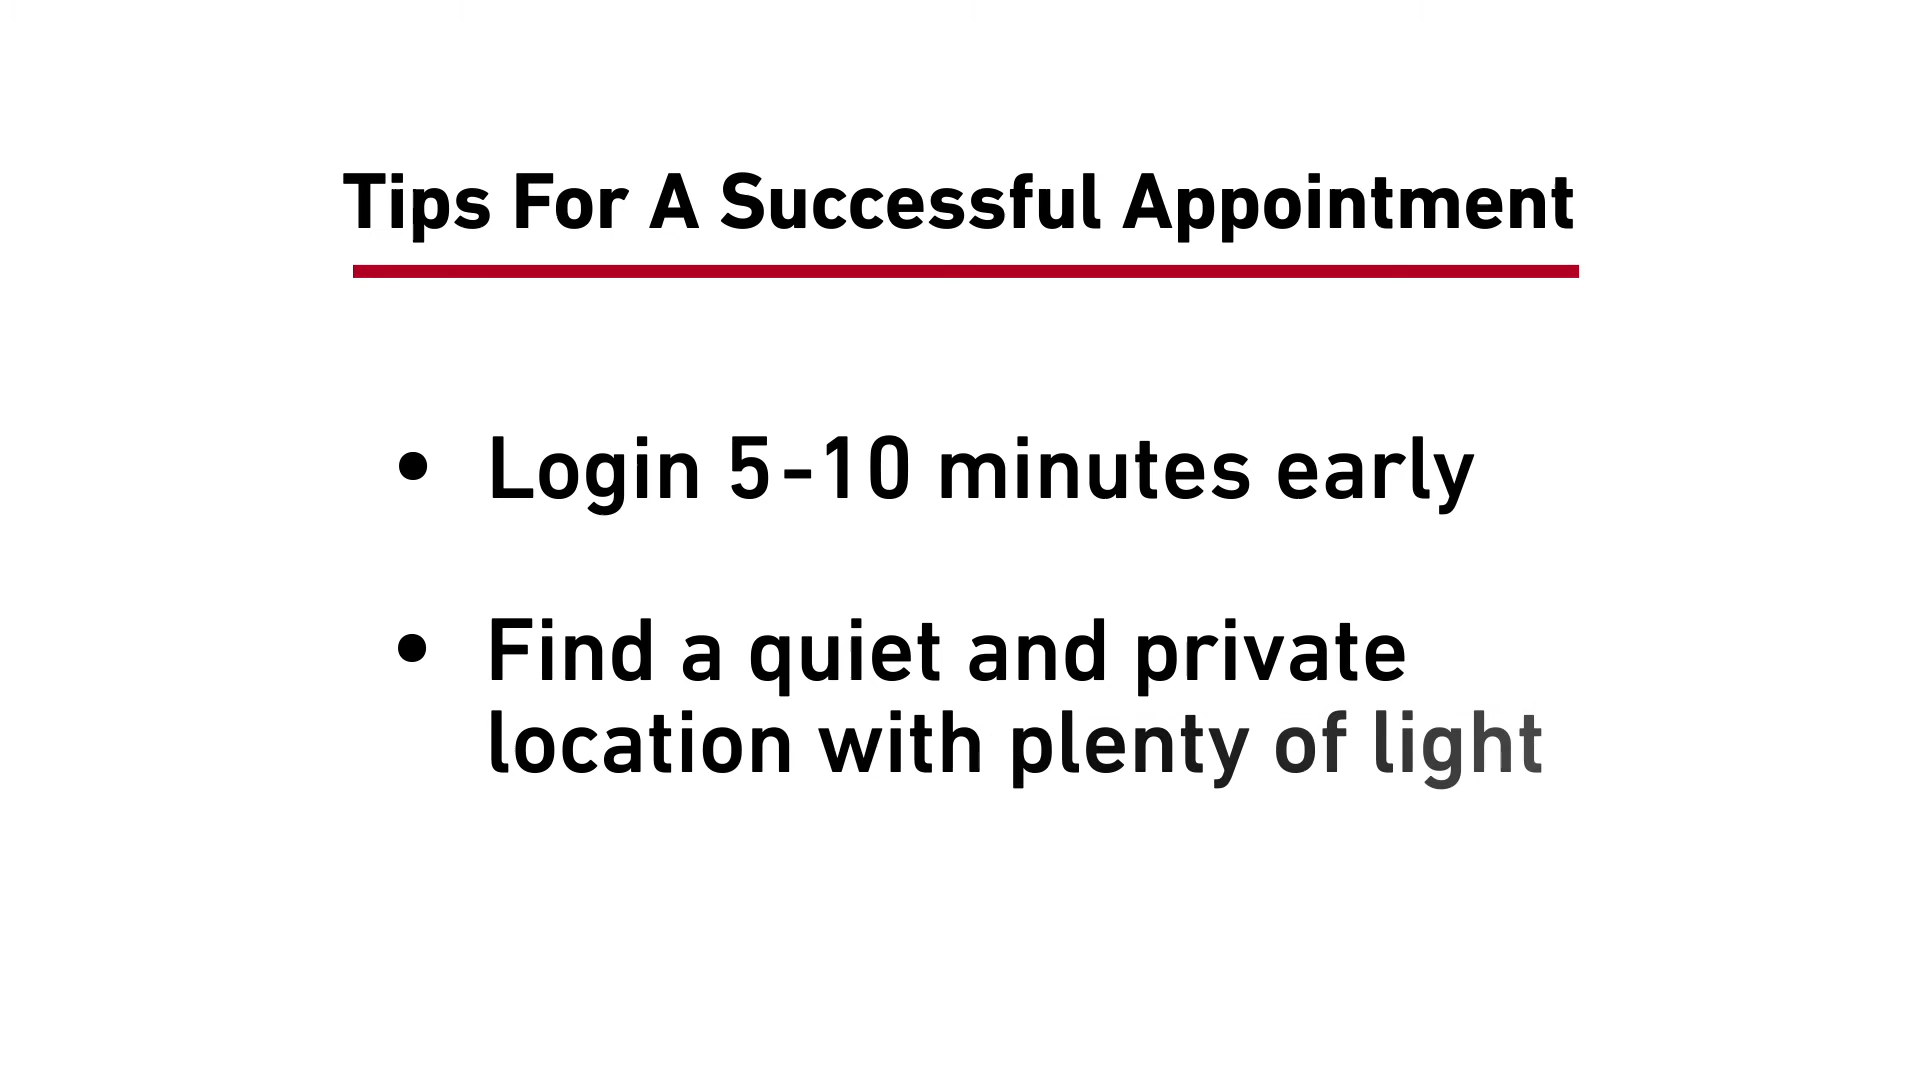 Tips For A Successful Appointment
• Login 5-10 minutes early
• Find a quiet and private
location with plenty of light